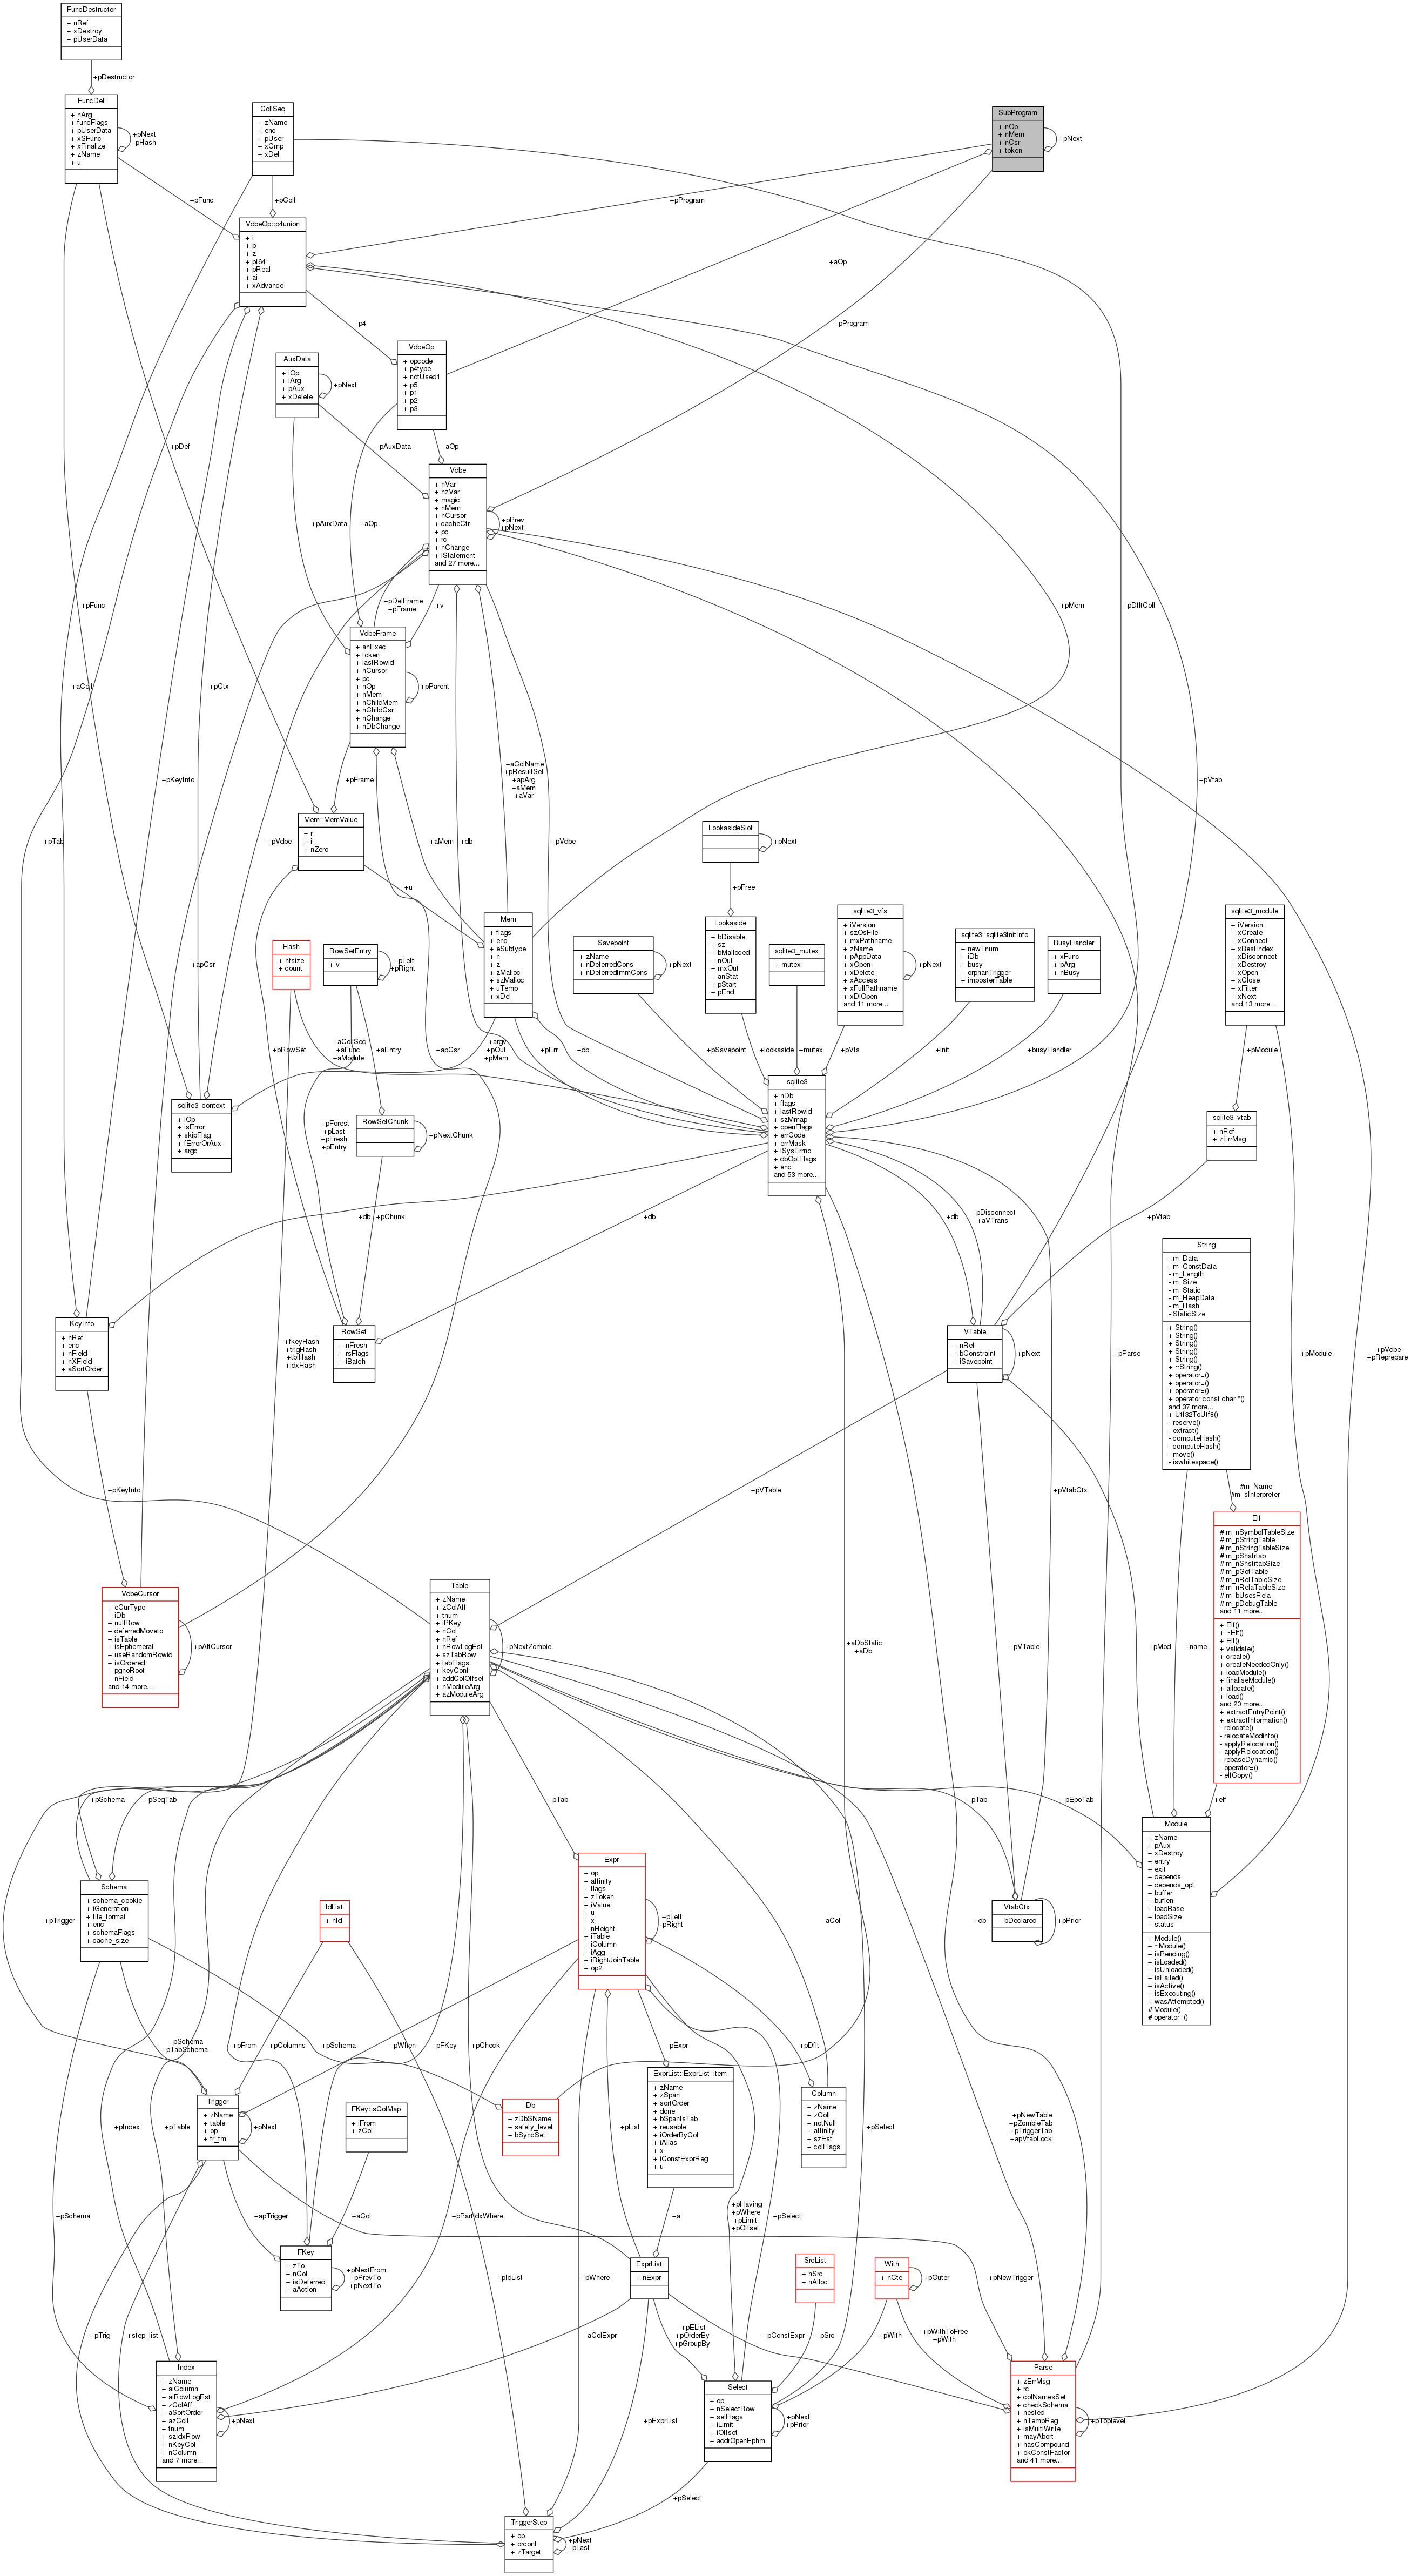 FuncDestructor
+ nRef
+ xDestroy
+ pUserData
+pDestructor
FuncDef
+ nArg
+ funcFlags
+ pUserData
+ xSFunc
+ xFinalize
+ zName
+ u
+pNext
+pHash
CollSeq
+ zName
+ enc
+ pUser
+ xCmp
+ xDel
SubProgram
+ nOp
+ nMem
+ nCsr
+ token
+pNext
+pFunc
+pColl
+pProgram
VdbeOp::p4union
+ i
+ p
+ z
+ pI64
+ pReal
+ ai
+ xAdvance
+aOp
+p4
+pProgram
VdbeOp
+ opcode
+ p4type
+ notUsed1
+ p5
+ p1
+ p2
+ p3
AuxData
+ iOp
+ iArg
+ pAux
+ xDelete
+pNext
+pDef
+pAuxData
+aOp
Vdbe
+ nVar
+ nzVar
+ magic
+ nMem
+ nCursor
+ cacheCtr
+ pc
+ rc
+ nChange
+ iStatement
and 27 more...
+pPrev
+pNext
+pAuxData
+aOp
+pFunc
+pDelFrame
+pFrame
+v
+pMem
+pDfltColl
VdbeFrame
+ anExec
+ token
+ lastRowid
+ nCursor
+ pc
+ nOp
+ nMem
+ nChildMem
+ nChildCsr
+ nChange
+ nDbChange
+pParent
+aColl
+pCtx
+pKeyInfo
+pFrame
+aColName
+pResultSet
+apArg
+aMem
+aVar
+pVtab
Mem::MemValue
+ r
+ i
+ nZero
+pTab
+pVdbe
+aMem
+db
+pVdbe
LookasideSlot
+pNext
+u
+pFree
Mem
+ flags
+ enc
+ eSubtype
+ n
+ z
+ zMalloc
+ szMalloc
+ uTemp
+ xDel
Hash
+ htsize
+ count
RowSetEntry
+ v
+pLeft
+pRight
Savepoint
+ zName
+ nDeferredCons
+ nDeferredImmCons
+pNext
Lookaside
+ bDisable
+ sz
+ bMalloced
+ nOut
+ mxOut
+ anStat
+ pStart
+ pEnd
sqlite3_mutex
+ mutex
sqlite3_vfs
+ iVersion
+ szOsFile
+ mxPathname
+ zName
+ pAppData
+ xOpen
+ xDelete
+ xAccess
+ xFullPathname
+ xDlOpen
and 11 more...
+pNext
sqlite3::sqlite3InitInfo
+ newTnum
+ iDb
+ busy
+ orphanTrigger
+ imposterTable
BusyHandler
+ xFunc
+ pArg
+ nBusy
sqlite3_module
+ iVersion
+ xCreate
+ xConnect
+ xBestIndex
+ xDisconnect
+ xDestroy
+ xOpen
+ xClose
+ xFilter
+ xNext
and 13 more...
+apCsr
+pRowSet
+aCollSeq
+aFunc
+aModule
+aEntry
+apCsr
+argv
+pOut
+pMem
+pErr
+db
+pSavepoint
+lookaside
+mutex
+pVfs
+init
+busyHandler
+pModule
sqlite3_context
+ iOp
+ isError
+ skipFlag
+ fErrorOrAux
+ argc
+pForest
+pLast
+pFresh
+pEntry
RowSetChunk
+pNextChunk
sqlite3
+ nDb
+ flags
+ lastRowid
+ szMmap
+ openFlags
+ errCode
+ errMask
+ iSysErrno
+ dbOptFlags
+ enc
and 53 more...
sqlite3_vtab
+ nRef
+ zErrMsg
+db
+pChunk
+db
+db
+pDisconnect
+aVTrans
+pVtab
String
- m_Data
- m_ConstData
- m_Length
- m_Size
- m_Static
- m_HeapData
- m_Hash
- StaticSize
+ String()
+ String()
+ String()
+ String()
+ String()
+ ~String()
+ operator=()
+ operator=()
+ operator=()
+ operator const char *()
and 37 more...
+ Utf32ToUtf8()
- reserve()
- extract()
- computeHash()
- computeHash()
- move()
- iswhitespace()
KeyInfo
+ nRef
+ enc
+ nField
+ nXField
+ aSortOrder
+fkeyHash
+trigHash
+tblHash
+idxHash
RowSet
+ nFresh
+ rsFlags
+ iBatch
VTable
+ nRef
+ bConstraint
+ iSavepoint
+pNext
+pParse
+pModule
+pVdbe
+pReprepare
+pKeyInfo
+pVTable
+pVtabCtx
#m_Name
#m_sInterpreter
Elf
# m_nSymbolTableSize
# m_pStringTable
# m_nStringTableSize
# m_pShstrtab
# m_nShstrtabSize
# m_pGotTable
# m_nRelTableSize
# m_nRelaTableSize
# m_bUsesRela
# m_pDebugTable
and 11 more...
+ Elf()
+ ~Elf()
+ Elf()
+ validate()
+ create()
+ createNeededOnly()
+ loadModule()
+ finaliseModule()
+ allocate()
+ load()
and 20 more...
+ extractEntryPoint()
+ extractInformation()
- relocate()
- relocateModinfo()
- applyRelocation()
- applyRelocation()
- rebaseDynamic()
- operator=()
- elfCopy()
VdbeCursor
+ eCurType
+ iDb
+ nullRow
+ deferredMoveto
+ isTable
+ isEphemeral
+ useRandomRowid
+ isOrdered
+ pgnoRoot
+ nField
and 14 more...
+pAltCursor
Table
+ zName
+ zColAff
+ tnum
+ iPKey
+ nCol
+ nRef
+ nRowLogEst
+ szTabRow
+ tabFlags
+ keyConf
+ addColOffset
+ nModuleArg
+ azModuleArg
+pNextZombie
+aDbStatic
+aDb
+pVTable
+pMod
+name
+pSchema
+pSeqTab
+pTab
+pTab
+pEpoTab
+elf
Module
+ zName
+ pAux
+ xDestroy
+ entry
+ exit
+ depends
+ depends_opt
+ buffer
+ buflen
+ loadBase
+ loadSize
+ status
+ Module()
+ ~Module()
+ isPending()
+ isLoaded()
+ isUnloaded()
+ isFailed()
+ isActive()
+ isExecuting()
+ wasAttempted()
# Module()
# operator=()
Schema
+ schema_cookie
+ iGeneration
+ file_format
+ enc
+ schemaFlags
+ cache_size
+pTrigger
IdList
+ nId
Expr
+ op
+ affinity
+ flags
+ zToken
+ iValue
+ u
+ x
+ nHeight
+ iTable
+ iColumn
+ iAgg
+ iRightJoinTable
+ op2
+pLeft
+pRight
+aCol
+db
VtabCtx
+ bDeclared
+pPrior
+pSchema
+pTabSchema
+pFrom
+pColumns
+pSchema
+pWhen
+pFKey
+pCheck
+pExpr
+pDflt
Trigger
+ zName
+ table
+ op
+ tr_tm
+pNext
FKey::sColMap
+ iFrom
+ zCol
Db
+ zDbSName
+ safety_level
+ bSyncSet
ExprList::ExprList_item
+ zName
+ zSpan
+ sortOrder
+ done
+ bSpanIsTab
+ reusable
+ iOrderByCol
+ iAlias
+ x
+ iConstExprReg
+ u
Column
+ zName
+ zColl
+ notNull
+ affinity
+ szEst
+ colFlags
+pIndex
+pTable
+pList
+pSelect
+pNewTable
+pZombieTab
+pTriggerTab
+apVtabLock
+pSchema
+apTrigger
+aCol
+pPartIdxWhere
+a
+pHaving
+pWhere
+pLimit
+pOffset
+pSelect
FKey
+ zTo
+ nCol
+ isDeferred
+ aAction
+pNextFrom
+pPrevTo
+pNextTo
ExprList
+ nExpr
SrcList
+ nSrc
+ nAlloc
With
+ nCte
+pOuter
+pIdList
+pWhere
+pNewTrigger
+pTrig
+step_list
+aColExpr
+pEList
+pOrderBy
+pGroupBy
+pConstExpr
+pSrc
+pWith
+pWithToFree
+pWith
Index
+ zName
+ aiColumn
+ aiRowLogEst
+ zColAff
+ aSortOrder
+ azColl
+ tnum
+ szIdxRow
+ nKeyCol
+ nColumn
and 7 more...
+pNext
+pExprList
Select
+ op
+ nSelectRow
+ selFlags
+ iLimit
+ iOffset
+ addrOpenEphm
+pNext
+pPrior
Parse
+ zErrMsg
+ rc
+ colNamesSet
+ checkSchema
+ nested
+ nTempReg
+ isMultiWrite
+ mayAbort
+ hasCompound
+ okConstFactor
and 41 more...
+pToplevel
+pSelect
TriggerStep
+ op
+ orconf
+ zTarget
+pNext
+pLast